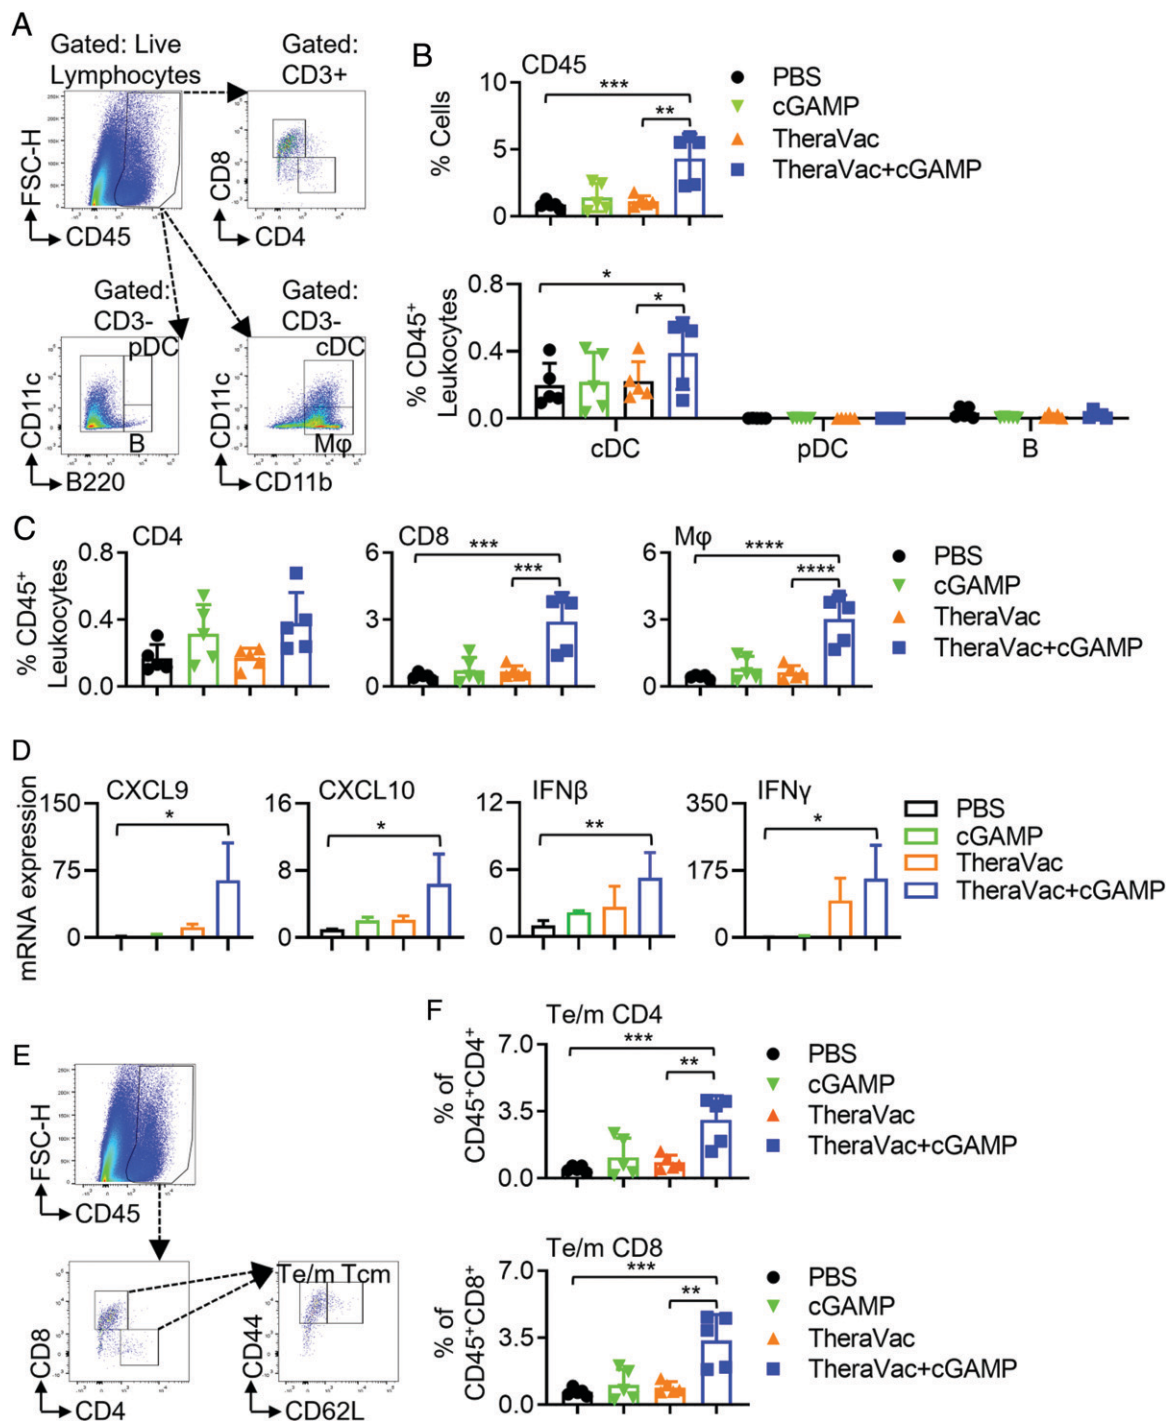 A
Gated: Live
Lymphocytes
Gated:
CD3+
FSC-H
CD45
CD8
CD4
Gated:
CD3-
pDC
B
CD11c
B220
Gated:
CD3-
cDC
Mφ
CD11c
CD11b
B
CD45
% Cells
10
5
0
***
**
PBS
cGAMP
TheraVac
TheraVac+cGAMP
% CD45+
Leukocytes
0.8
0.4
0.0
*
*
cDC
pDC
B
C
CD4
% CD45+
Leukocytes
0.8
0.4
0.0
CD8
6
3
0
***
***
Mφ
6
3
0
****
****
PBS
cGAMP
TheraVac
TheraVac+cGAMP
D
mRNA expression
CXCL9
150
75
0
*
CXCL10
16
8
0
*
IFNβ
12
6
0
**
IFNγ
350
175
0
*
PBS
cGAMP
TheraVac
TheraVac+cGAMP
E
FSC-H
CD45
CD8
CD4
Te/m Tcm
CD44
CD62L
F
Te/m CD4
% of
CD45+CD4+
7.0
3.5
0.0
***
**
PBS
cGAMP
TheraVac
TheraVac+cGAMP
Te/m CD8
% of
CD45+CD8+
7.0
3.5
0.0
***
**
PBS
cGAMP
TheraVac
TheraVac+cGAMP